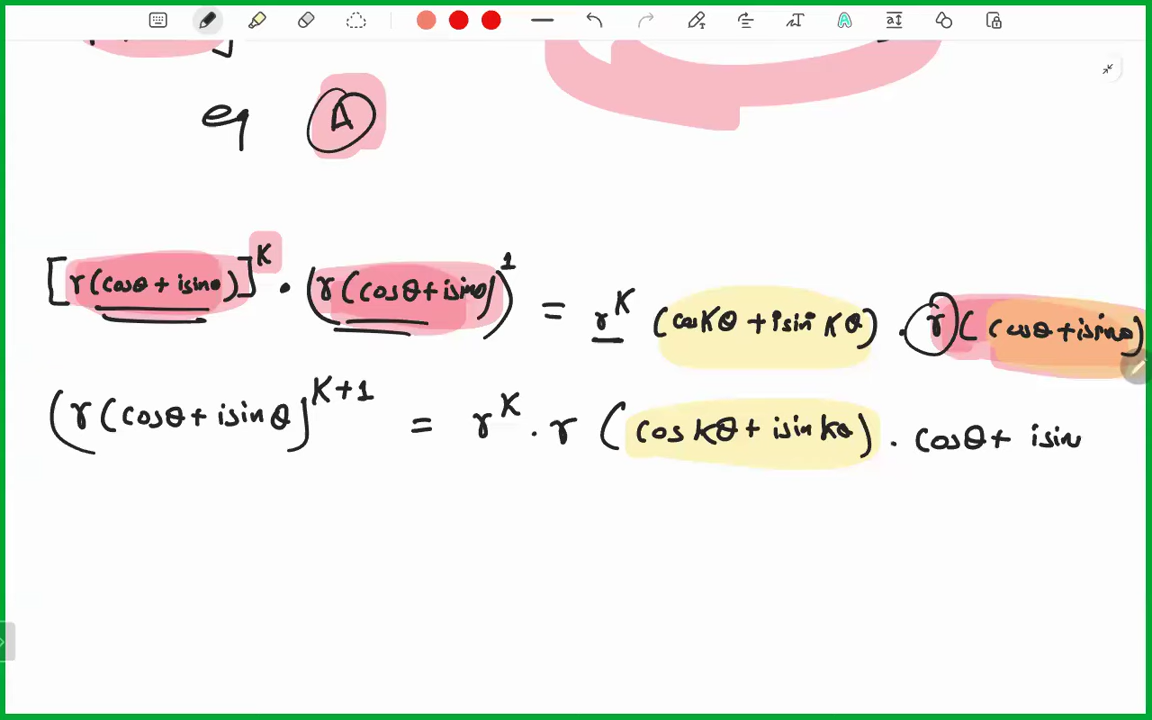 eq Ⓐ
[r(cosθ + isinθ)]^K · (r(cosθ + isinθ))^1 = r^K (cosKθ + isin Kθ) · r((cosθ + isinθ)
(r(cosθ + isinθ)^K+1 = r^K · r (cos Kθ + isin kθ) · cosθ + isin